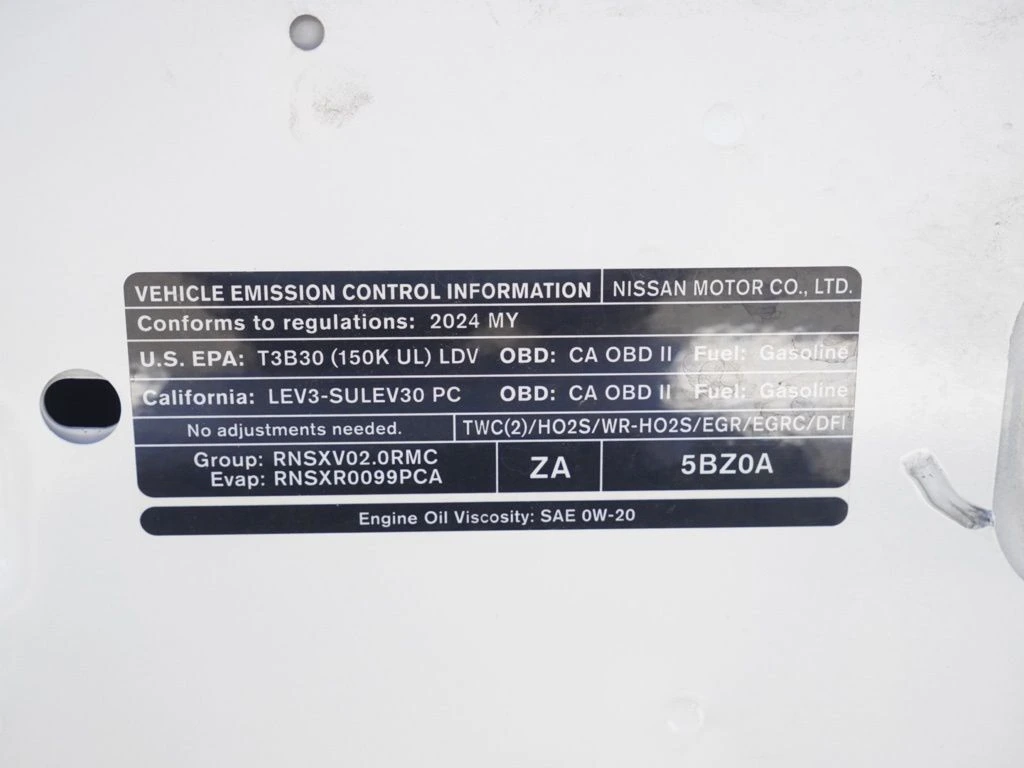 VEHICLE EMISSION CONTROL INFORMATION NISSAN MOTOR CO., LTD.
Conforms to regulations: 2024 MY
U.S. EPA: T3B30 (150K UL) LDV OBD: CA OBD II Fuel: Gasoline
California: LEV3-SULEV30 PC OBD: CA OBD II Fuel: Gasoline
No adjustments needed. TWC(2)/HO2S/WR-HO2S/EGR/EGRC/DFI
Group: RNSXV02.0RMC
Evap: RNSXR0099PCA
ZA
5BZ0A
Engine Oil Viscosity: SAE 0W-20